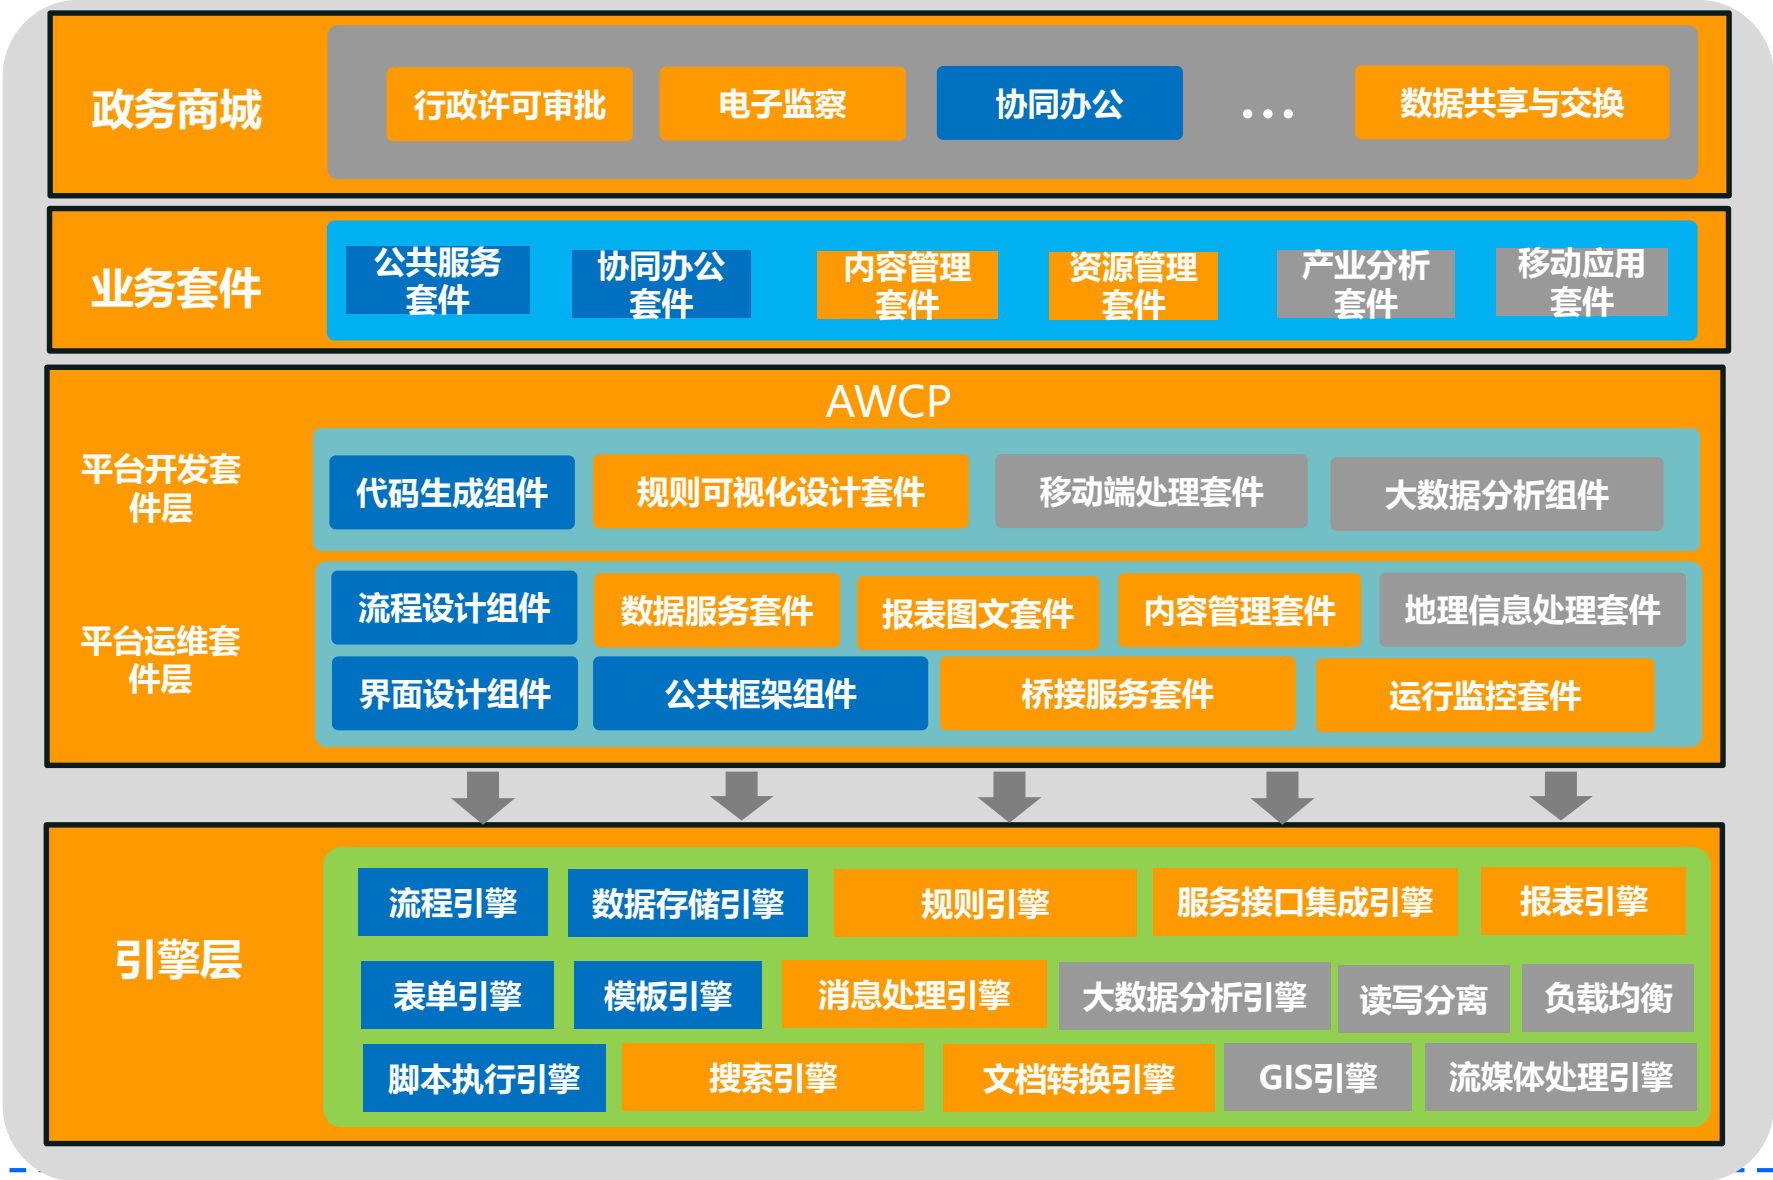 政务商城
行政许可审批
电子监察
协同办公
...
数据共享与交换
业务套件
公共服务
套件
协同办公
套件
内容管理
套件
资源管理
套件
产业分析
套件
移动应用
套件
AWCP
平台开发套
件层
代码生成组件
规则可视化设计套件
移动端处理套件
大数据分析组件
平台运维套
件层
流程设计组件
数据服务套件
报表图文套件
内容管理套件
地理信息处理套件
界面设计组件
公共框架组件
桥接服务套件
运行监控套件
引擎层
流程引擎
数据存储引擎
规则引擎
服务接口集成引擎
报表引擎
表单引擎
模板引擎
消息处理引擎
大数据分析引擎
读写分离
负载均衡
脚本执行引擎
搜索引擎
文档转换引擎
GIS引擎
流媒体处理引擎